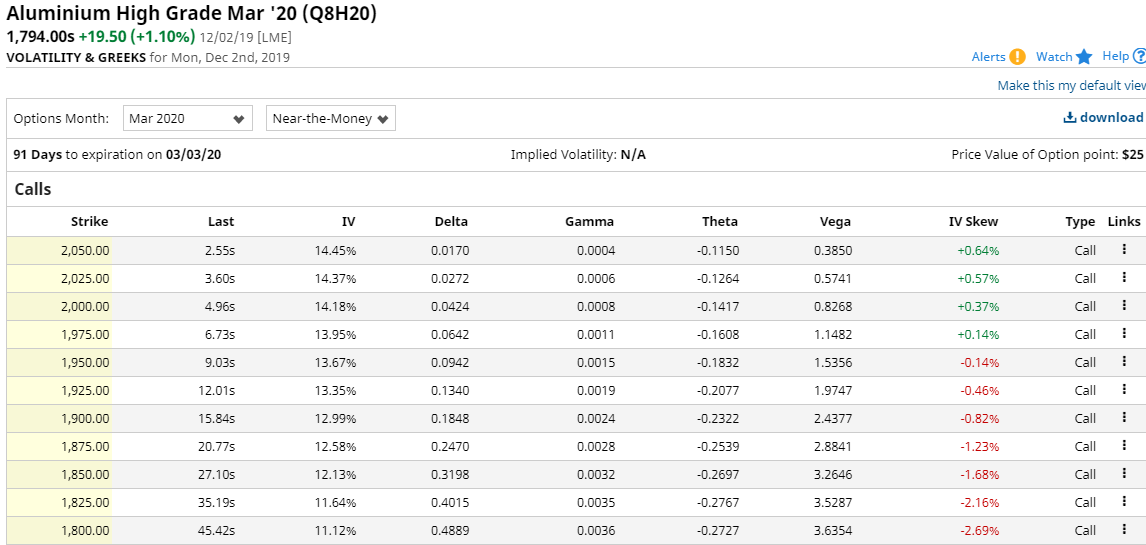 Aluminium High Grade Mar '20 (Q8H20)
1,794.00s +19.50 (+1.10%) 12/02/19 [LME]
VOLATILITY & GREEKS for Mon, Dec 2nd, 2019
Alerts Watch Help
Make this my default view
Options Month: Mar 2020 Near-the-Money download
91 Days to expiration on 03/03/20 Implied Volatility: N/A Price Value of Option point: $25
Calls
Strike Last IV Delta Gamma Theta Vega IV Skew Type Links
2,050.00 2.55s 14.45% 0.0170 0.0004 -0.1150 0.3850 +0.64% Call
2,025.00 3.60s 14.37% 0.0272 0.0006 -0.1264 0.5741 +0.57% Call
2,000.00 4.96s 14.18% 0.0424 0.0008 -0.1417 0.8268 +0.37% Call
1,975.00 6.73s 13.95% 0.0642 0.0011 -0.1608 1.1482 +0.14% Call
1,950.00 9.03s 13.67% 0.0942 0.0015 -0.1832 1.5356 -0.14% Call
1,925.00 12.01s 13.35% 0.1340 0.0019 -0.2077 1.9747 -0.46% Call
1,900.00 15.84s 12.99% 0.1848 0.0024 -0.2322 2.4377 -0.82% Call
1,875.00 20.77s 12.58% 0.2470 0.0028 -0.2539 2.8841 -1.23% Call
1,850.00 27.10s 12.13% 0.3198 0.0032 -0.2697 3.2646 -1.68% Call
1,825.00 35.19s 11.64% 0.4015 0.0035 -0.2767 3.5287 -2.16% Call
1,800.00 45.42s 11.12% 0.4889 0.0036 -0.2727 3.6354 -2.69% Call